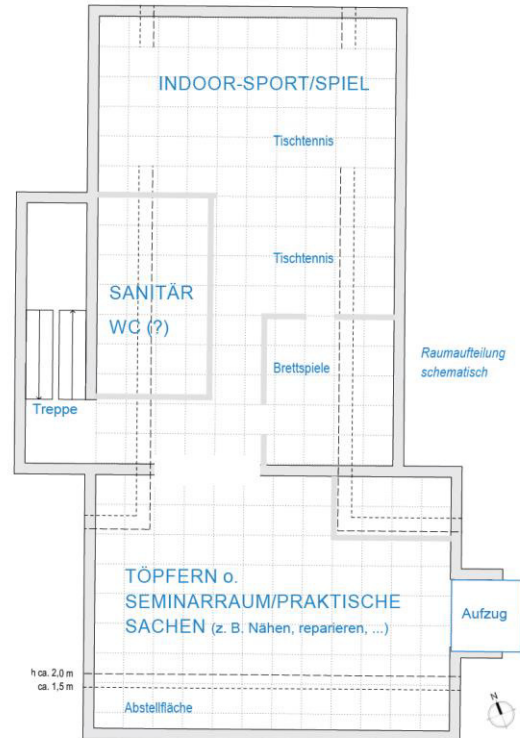 INDOOR-SPORT/SPIEL
Tischtennis
Tischtennis
SANITÄR
WC (?)
Brettspiele
Raumaufteilung
schematisch
Treppe
TÖPFERN o.
SEMINARRAUM/PRAKTISCHE
SACHEN (z. B. Nähen, reparieren, ...)
Aufzug
h ca. 2,0 m
ca. 1,5 m
Abstellfläche
N